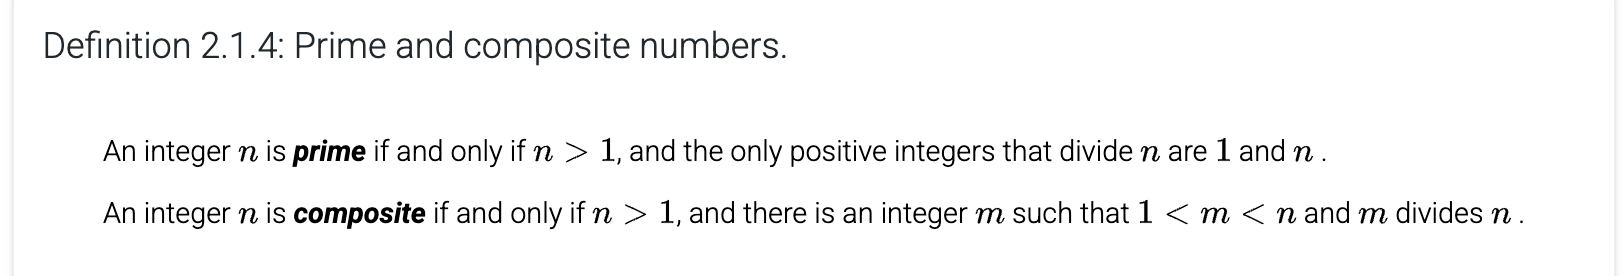 Definition 2.1.4: Prime and composite numbers.
An integer n is prime if and only if n > 1, and the only positive integers that divide n are 1 and n .
An integer n is composite if and only if n > 1, and there is an integer m such that 1 < m < n and m divides n .